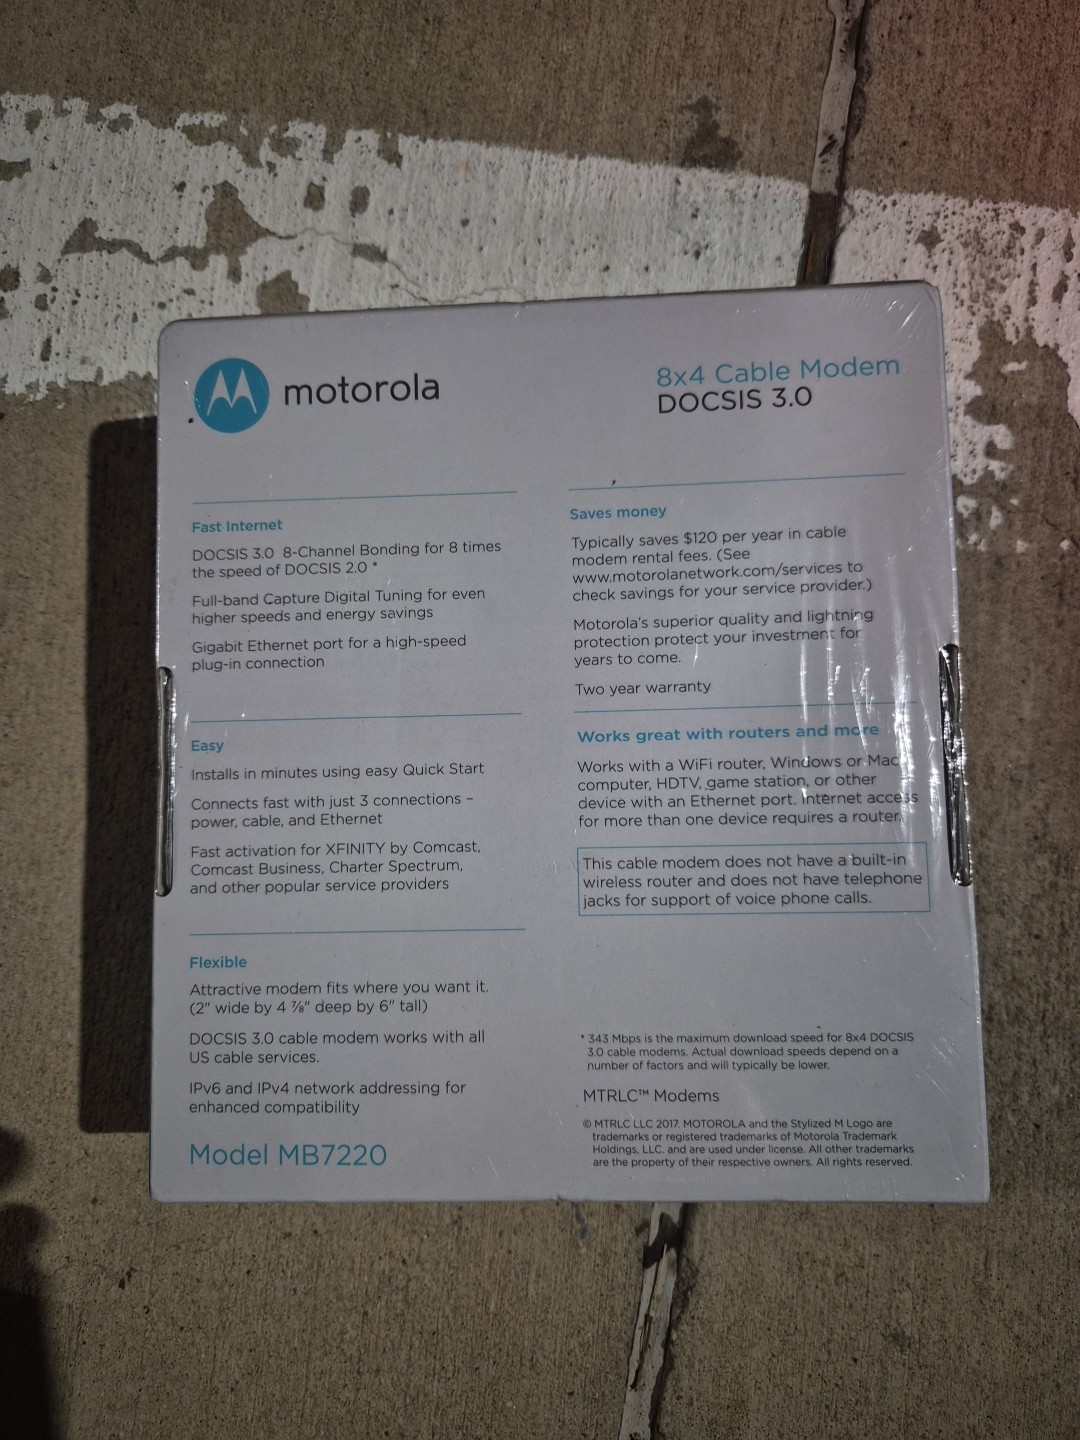 motorola
8x4 Cable Modem
DOCSIS 3.0
Fast Internet
DOCSIS 3.0 8-Channel Bonding for 8 times
the speed of DOCSIS 2.0 *
Full-band Capture Digital Tuning for even
higher speeds and energy savings
Gigabit Ethernet port for a high-speed
plug-in connection
Easy
Installs in minutes using easy Quick Start
Connects fast with just 3 connections –
power, cable, and Ethernet
Fast activation for XFINITY by Comcast,
Comcast Business, Charter Spectrum,
and other popular service providers
Flexible
Attractive modem fits where you want it.
(2" wide by 4 ⅞" deep by 6" tall)
DOCSIS 3.0 cable modem works with all
US cable services.
IPv6 and IPv4 network addressing for
enhanced compatibility
Model MB7220
Saves money
Typically saves $120 per year in cable
modem rental fees. (See
www.motorolanetwork.com/services to
check savings for your service provider.)
Motorola's superior quality and lightning
protection protect your investment for
years to come.
Two year warranty
Works great with routers and more
Works with a WiFi router, Windows or Mac
computer, HDTV, game station, or other
device with an Ethernet port. Internet access
for more than one device requires a router.
This cable modem does not have a built-in
wireless router and does not have telephone
jacks for support of voice phone calls.
* 343 Mbps is the maximum download speed for 8x4 DOCSIS
3.0 cable modems. Actual download speeds depend on a
number of factors and will typically be lower.
MTRLC™ Modems
© MTRLC LLC 2017. MOTOROLA and the Stylized M Logo are
trademarks or registered trademarks of Motorola Trademark
Holdings, LLC. and are used under license. All other trademarks
are the property of their respective owners. All rights reserved.